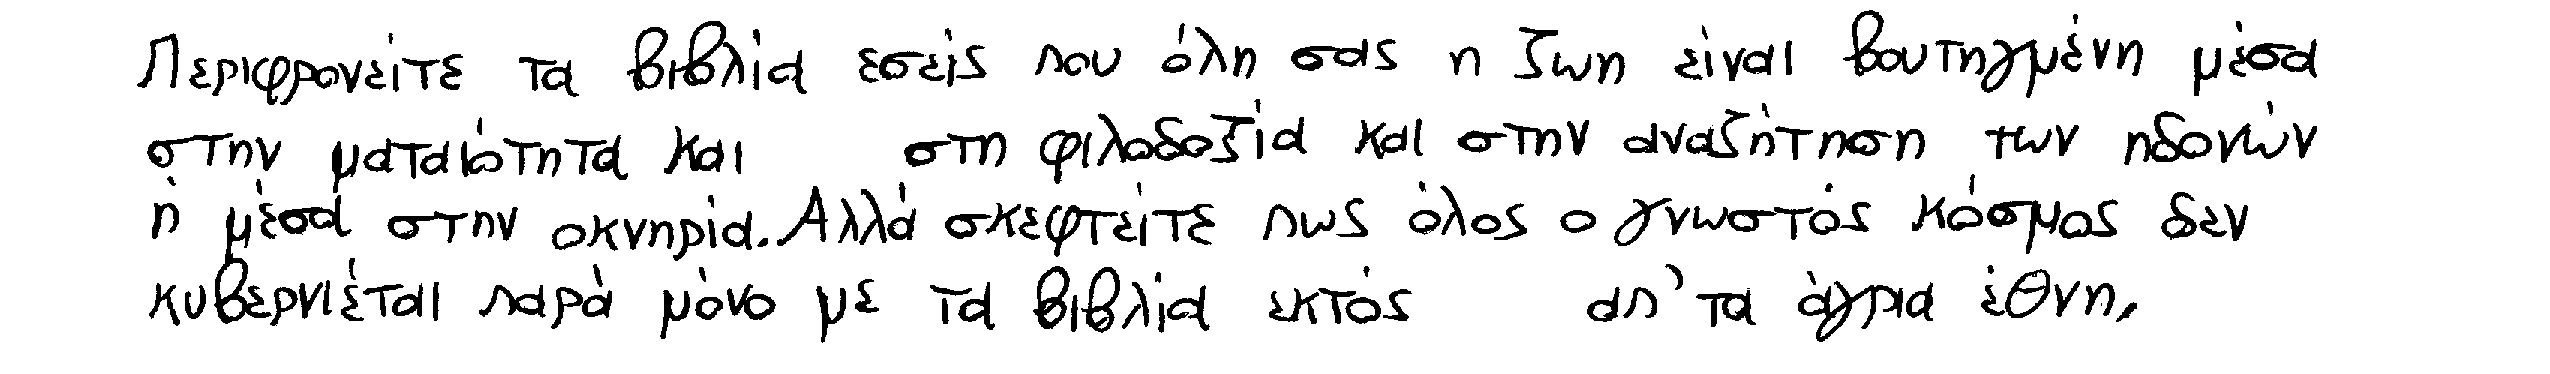 Περιφρονείτε τα βιβλία εσείς που όλη σας η ζωη είναι βουτηγμένη μέσα
στην ματαιότητα και στη φιλοδοξία και στην αναζήτηση των ηδονών
ή μέσα στην οκνηρία. Αλλά σκεφτείτε πως όλος ο γνωστός κόσμος δεν
κυβερνιέται παρά μόνο με τα βιβλία εκτός απ' τα άγρια έθνη,